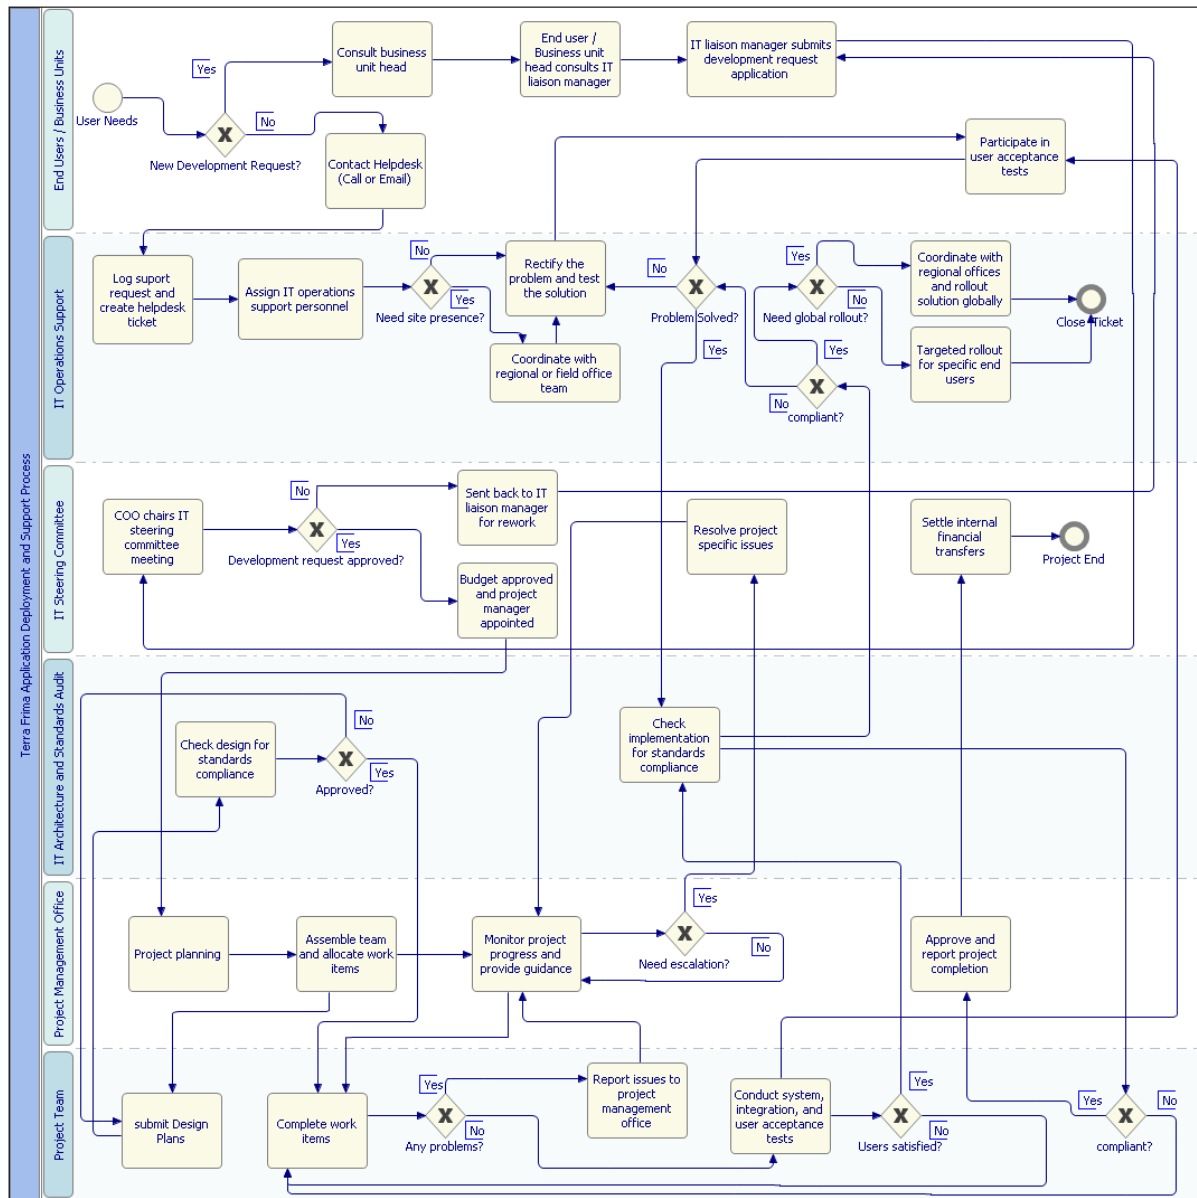 Terra Frima Application Deployment and Support Process
End Users / Business Units
User Needs
Yes
No
New Development Request?
Consult business
unit head
End user /
Business unit
head consults IT
liaison manager
IT liaison manager submits
development request
application
Contact Helpdesk
(Call or Email)
Participate in
user acceptance
tests
IT Operations Support
Log suport
request and
create helpdesk
ticket
Assign IT operations
support personnel
No
Yes
Need site presence?
Rectify the
problem and test
the solution
Coordinate with
regional or field office
team
No
Problem Solved?
Yes
Yes
No
Need global rollout?
Yes
No
compliant?
Coordinate with
regional offices
and rollout
solution globally
Targeted rollout
for specific end
users
Close Ticket
IT Steering Committee
COO chairs IT
steering
committee
meeting
No
Yes
Development request approved?
Sent back to IT
liaison manager
for rework
Budget approved
and project
manager
appointed
Resolve project
specific issues
Settle internal
financial
transfers
Project End
IT Architecture and Standards Audit
Check design for
standards
compliance
No
Yes
Approved?
Check
implementation
for standards
compliance
Project Management Office
Project planning
Assemble team
and allocate work
items
Monitor project
progress and
provide guidance
Yes
No
Need escalation?
Approve and
report project
completion
Project Team
submit Design
Plans
Complete work
items
Yes
No
Any problems?
Report issues to
project
management
office
Conduct system,
integration, and
user acceptance
tests
Yes
No
Users satisfied?
Yes
No
compliant?